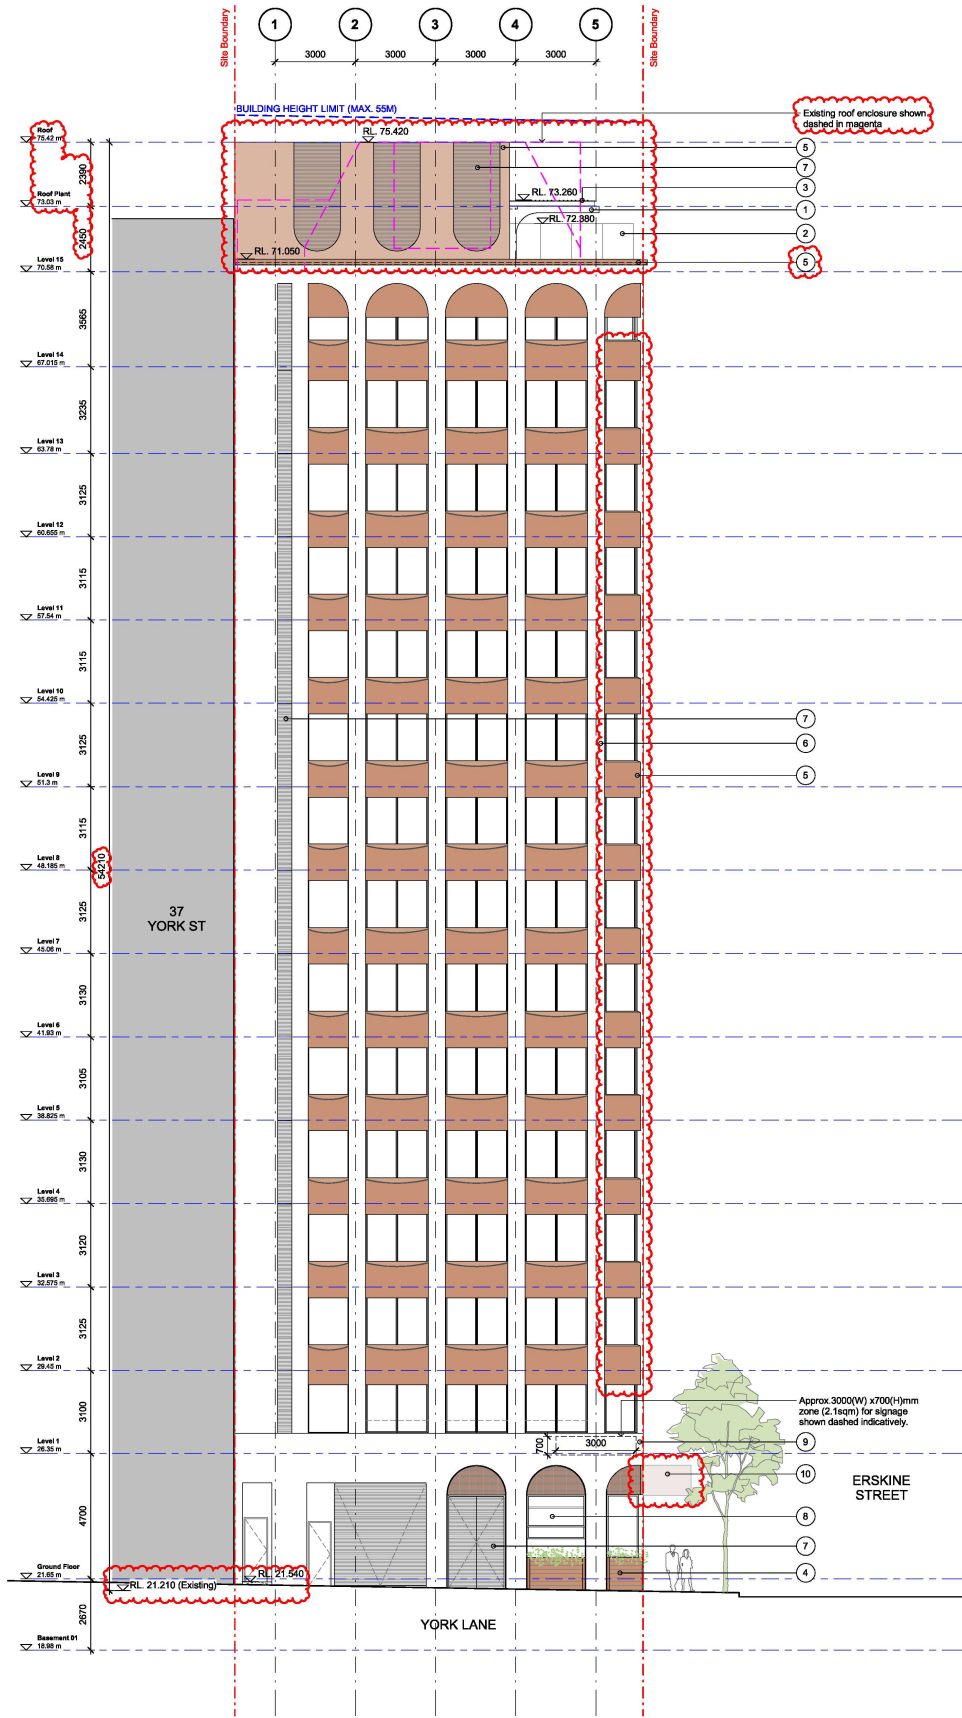 1
2
3
4
5
Site Boundary
Site Boundary
3000
3000
3000
3000
BUILDING HEIGHT LIMIT (MAX. 55M)
Existing roof enclosure shown
dashed in magenta
Roof
75.42 m
RL. 75.420
5
2390
7
Roof Plant
73.03 m
RL. 73.260
3
1
RL. 72.880
2
2450
RL. 71.050
5
Level 15
70.58 m
3565
Level 14
67.015 m
3235
Level 13
63.78 m
3125
Level 12
60.655 m
3115
Level 11
57.54 m
3115
Level 10
54.425 m
7
6
3125
5
Level 9
51.3 m
3115
Level 8
48.185 m
54210
3125
37
YORK ST
Level 7
45.06 m
3130
Level 6
41.93 m
3105
Level 5
38.825 m
3130
Level 4
35.695 m
3120
Level 3
32.575 m
3125
Level 2
29.45 m
3100
Approx.3000(W) x700(H)mm
zone (2.1sqm) for signage
shown dashed indicatively.
Level 1
26.35 m
700
3000
9
10
ERSKINE
STREET
4700
8
7
4
Ground Floor
21.65 m
RL. 21.540
RL. 21.210 (Existing)
2670
YORK LANE
Basement 01
18.98 m